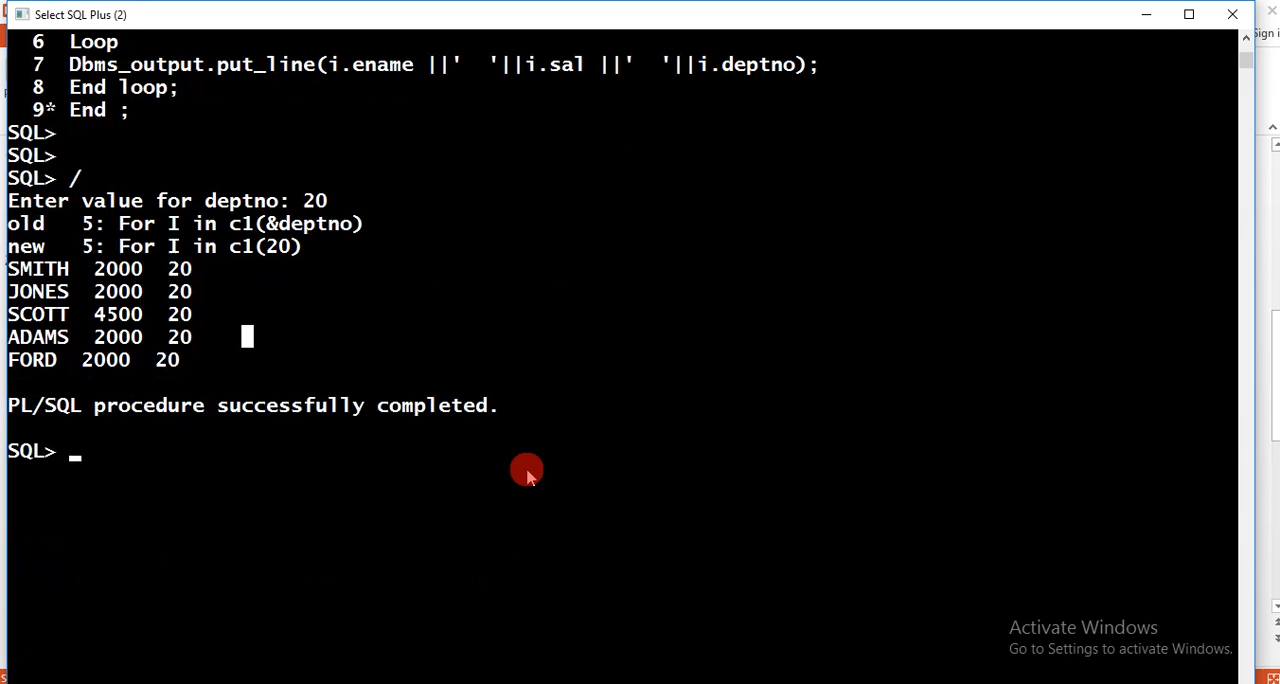 Select SQL Plus (2)
Sign i
6 Loop
7 Dbms_output.put_line(i.ename ||'  '||i.sal ||'  '||i.deptno);
8 End loop;
9* End ;
SQL>
SQL>
SQL> /
Enter value for deptno: 20
old 5: For I in c1(&deptno)
new 5: For I in c1(20)
SMITH 2000 20
JONES 2000 20
SCOTT 4500 20
ADAMS 2000 20
FORD 2000 20
PL/SQL procedure successfully completed.
SQL>
Activate Windows
Go to Settings to activate Windows.